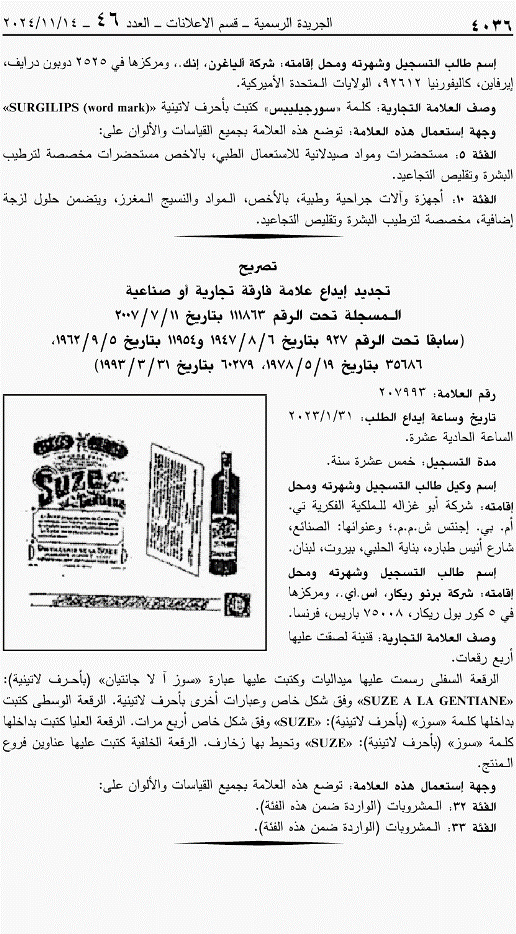 ٤٠٣٦ الجريدة الرسمية ــ قسم الاعلانات ــ العدد ٤٦ ــ ٢٠٢٤/١١/١٤
إسم طالب التسجيل وشهرته ومحل إقامته: شركة ألياغرن، إنك.، ومركزها في ٢٥٢٥ دوبون درايف،
إيرفاين، كاليفورنيا ٩٢٦١٢، الولايات المتحدة الأميركية.
وصف العلامة التجارية: كلمة «سورجيليبس» كتبت بأحرف لاتينية «SURGILIPS (word mark)»
وجهة إستعمال هذه العلامة: توضع هذه العلامة بجميع القياسات والألوان على:
الفئة ٥: مستحضرات ومواد صيدلانية للاستعمال الطبي، بالاخص مستحضرات مخصصة لترطيب
البشرة وتقليص التجاعيد.
الفئة ١٠: أجهزة وآلات جراحية وطبية، بالأخص، المواد والنسيج المغرز، ويتضمن حلول لزجة
إضافية، مخصصة لترطيب البشرة وتقليص التجاعيد.
تصريح
تجديد إيداع علامة فارقة تجارية أو صناعية
المسجلة تحت الرقم ١١١٨٦٣ بتاريخ ٢٠٠٧/٧/١١
(سابقا تحت الرقم ٩٢٧ بتاريخ ١٩٤٧/٨/٦ و١١٩٥٤ بتاريخ ١٩٦٢/٩/٥،
٣٥٦٨٦ بتاريخ ١٩٧٨/٥/١٩، ٦٠٢٧٩ بتاريخ ١٩٩٣/٣/٣١)
رقم العلامة: ٢٠٧٩٩٣
تاريخ وساعة إيداع الطلب: ٢٠٢٣/١/٣١
الساعة الحادية عشرة.
مدة التسجيل: خمس عشرة سنة.
إسم وكيل طالب التسجيل وشهرته ومحل
إقامته: شركة أبو غزاله للملكية الفكرية تي.
أم. بي. إجنتس ش.م.م.؛ وعنوانها: الصنائع،
شارع أنيس طباره، بناية الحلبي، بيروت، لبنان.
إسم طالب التسجيل وشهرته ومحل
إقامته: شركة برنو ريكار، اس.اي.، ومركزها
في ٥ كور بول ريكار، ٧٥٠٠٨ باريس، فرنسا.
وصف العلامة التجارية: قنينة لصقت عليها
أربع رقعات.
SUZE
DISTILLERIE DE LA SUZE
الرقعة السفلى رسمت عليها ميداليات وكتبت عليها عبارة «سوز آ لا جانتيان» (بأحرف لاتينية):
«SUZE A LA GENTIANE» وفق شكل خاص وعبارات أخرى بأحرف لاتينية. الرقعة الوسطى كتبت
بداخلها كلمة «سوز» (بأحرف لاتينية): «SUZE» وفق شكل خاص أربع مرات. الرقعة العليا كتبت بداخلها
كلمة «سوز» (بأحرف لاتينية): «SUZE» وتحيط بها زخارف. الرقعة الخلفية كتبت عليها عناوين فروع
المنتج.
وجهة إستعمال هذه العلامة: توضع هذه العلامة بجميع القياسات والألوان على:
الفئة ٣٢: المشروبات (الواردة ضمن هذه الفئة).
الفئة ٣٣: المشروبات (الواردة ضمن هذه الفئة).